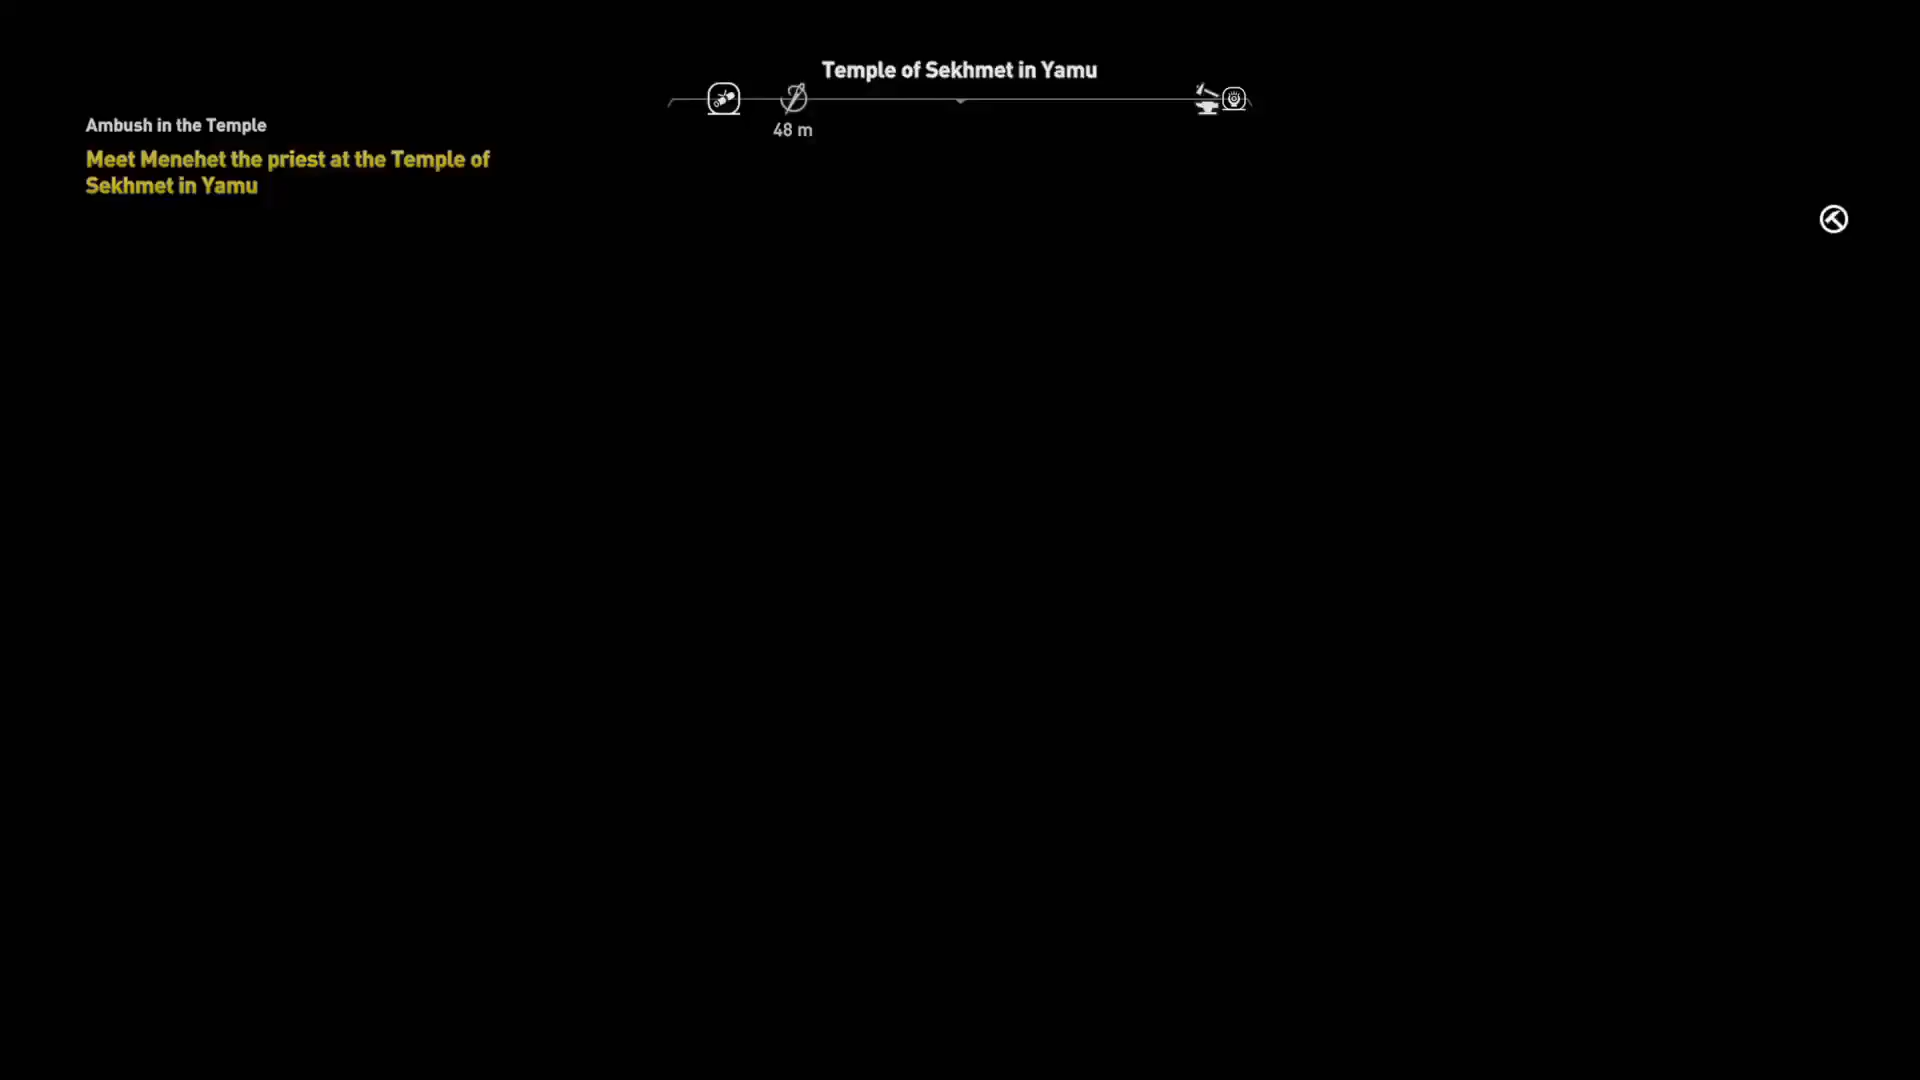 Temple of Sekhmet in Yamu
48 m
Ambush in the Temple
Meet Menehet the priest at the Temple of
Sekhmet in Yamu